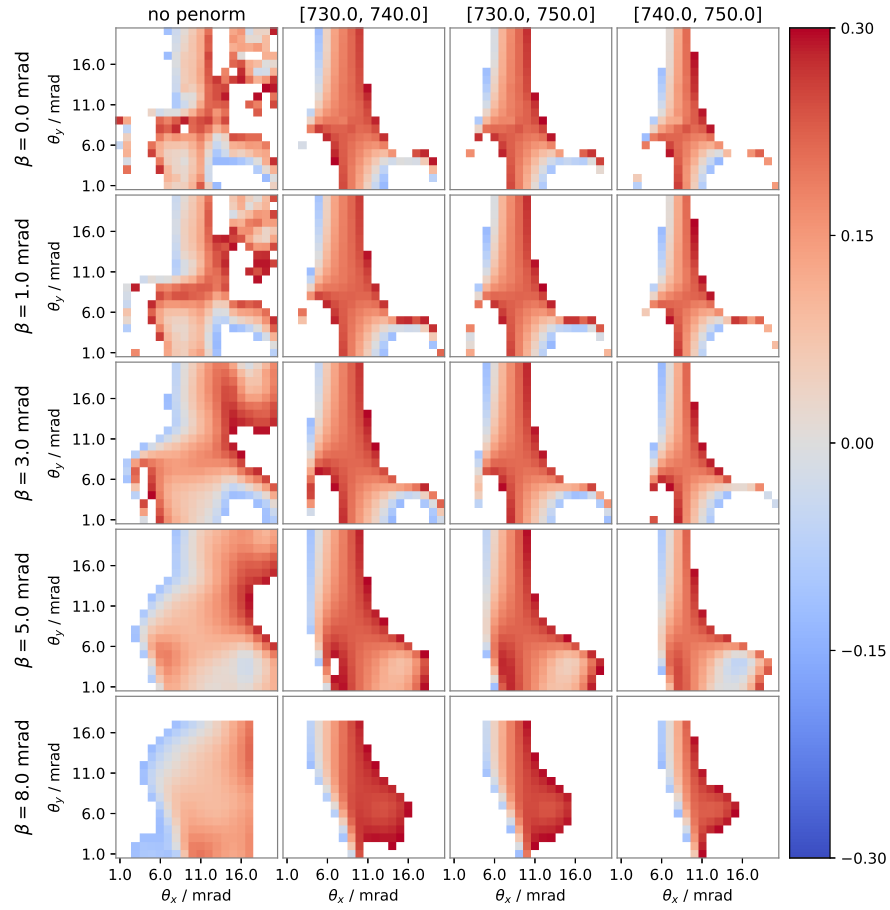 no penorm [730.0, 740.0] [730.0, 750.0] [740.0, 750.0]
β = 0.0 mrad
θy / mrad
16.0
11.0
6.0
1.0
β = 1.0 mrad
θy / mrad
16.0
11.0
6.0
1.0
β = 3.0 mrad
θy / mrad
16.0
11.0
6.0
1.0
β = 5.0 mrad
θy / mrad
16.0
11.0
6.0
1.0
β = 8.0 mrad
θy / mrad
16.0
11.0
6.0
1.0
1.0 6.0 11.0 16.0 1.0 6.0 11.0 16.0 1.0 6.0 11.0 16.0 1.0 6.0 11.0 16.0
θx / mrad θx / mrad θx / mrad θx / mrad
0.30
0.15
0.00
−0.15
−0.30